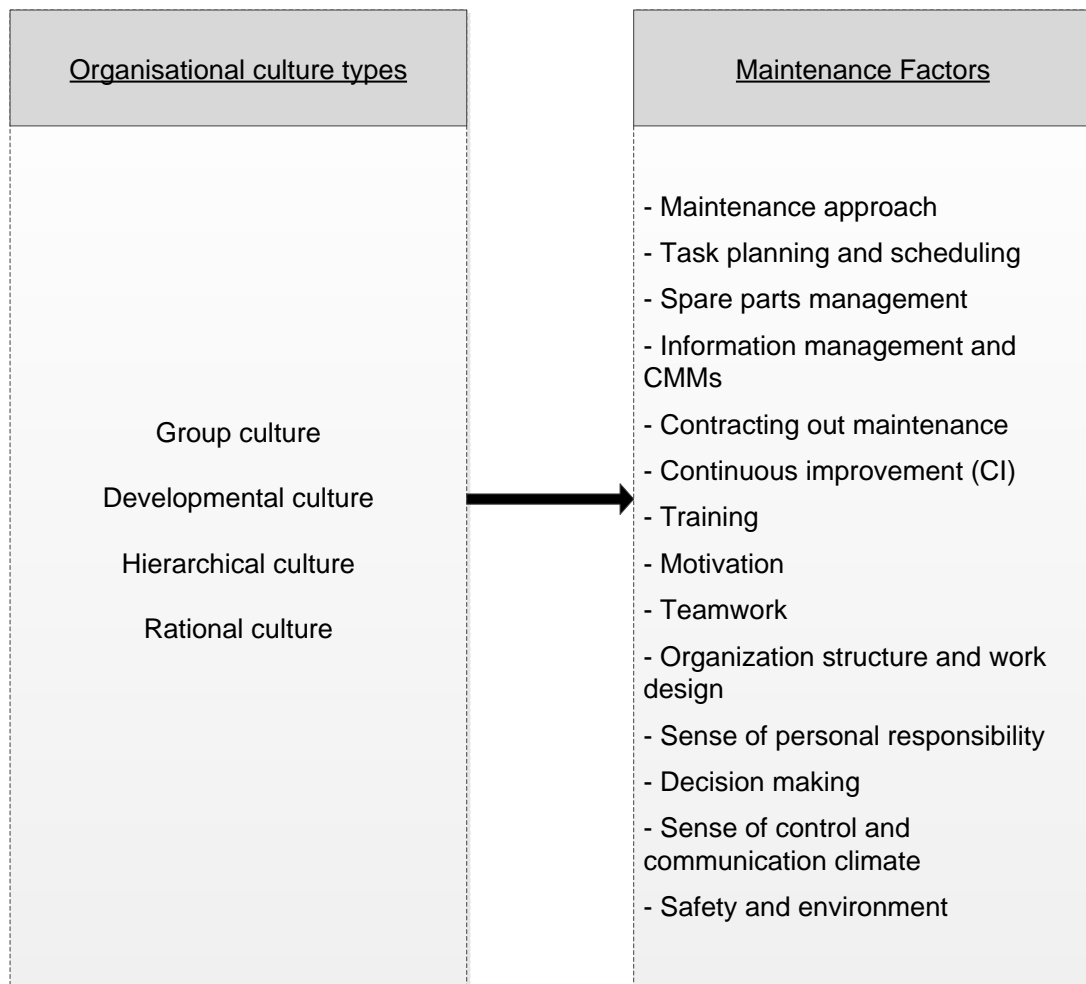 Organisational culture types
Group culture
Developmental culture
Hierarchical culture
Rational culture
Maintenance Factors
- Maintenance approach
- Task planning and scheduling
- Spare parts management
- Information management and
CMMs
- Contracting out maintenance
- Continuous improvement (CI)
- Training
- Motivation
- Teamwork
- Organization structure and work
design
- Sense of personal responsibility
- Decision making
- Sense of control and
communication climate
- Safety and environment